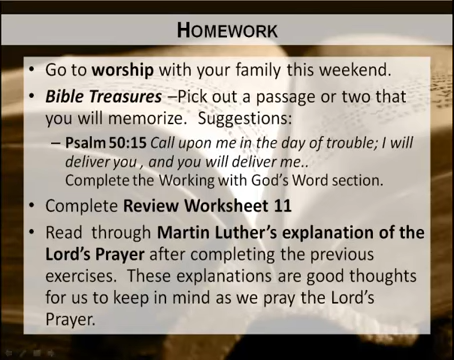 HOMEWORK
• Go to worship with your family this weekend.
• Bible Treasures –Pick out a passage or two that
you will memorize. Suggestions:
– Psalm 50:15 Call upon me in the day of trouble; I will
deliver you , and you will deliver me..
Complete the Working with God's Word section.
• Complete Review Worksheet 11
• Read through Martin Luther's explanation of the
Lord's Prayer after completing the previous
exercises. These explanations are good thoughts
for us to keep in mind as we pray the Lord's
Prayer.